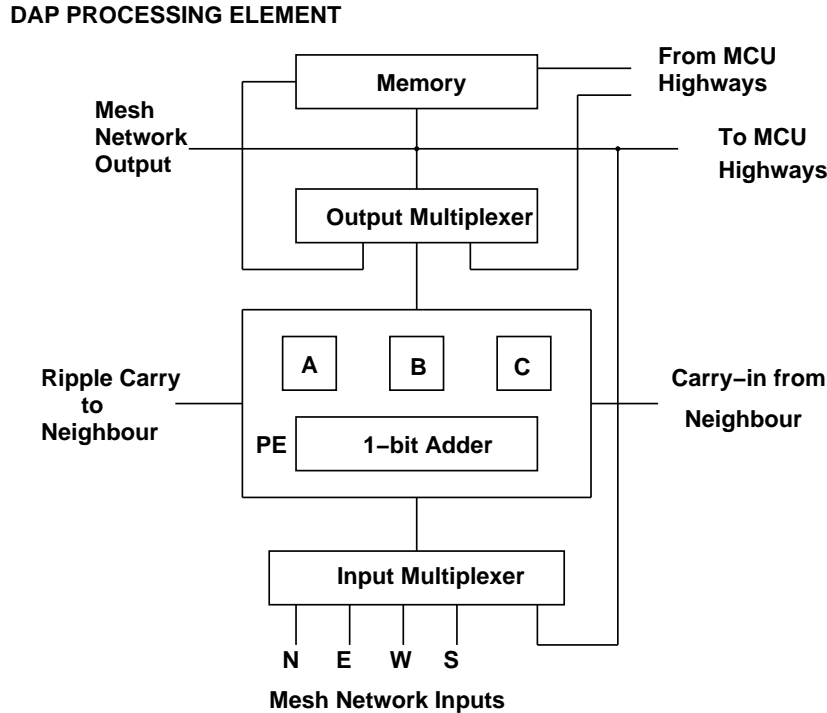 DAP PROCESSING ELEMENT
Memory
From MCU
Highways
Mesh
Network
Output
To MCU
Highways
Output Multiplexer
A
B
C
Ripple Carry
to
Neighbour
Carry–in from
Neighbour
PE
1–bit Adder
Input Multiplexer
N E W S
Mesh Network Inputs